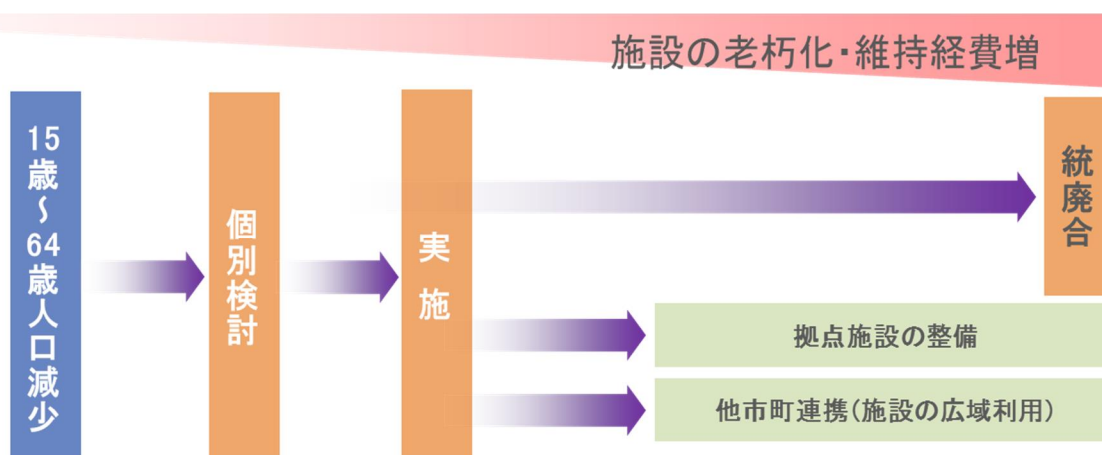 施設の老朽化・維持経費増
15歳～64歳人口減少
個別検討
実施
統廃合
拠点施設の整備
他市町連携(施設の広域利用)